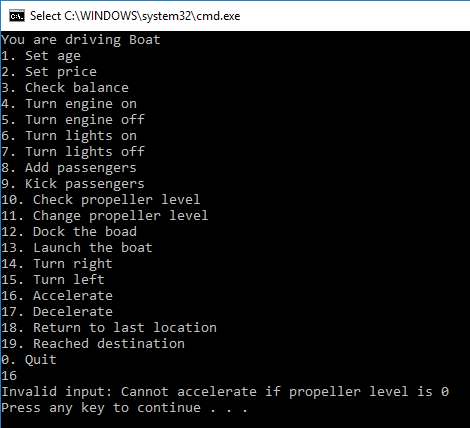 Select C:\WINDOWS\system32\cmd.exe
You are driving Boat
1. Set age
2. Set price
3. Check balance
4. Turn engine on
5. Turn engine off
6. Turn lights on
7. Turn lights off
8. Add passengers
9. Kick passengers
10. Check propeller level
11. Change propeller level
12. Dock the boad
13. Launch the boat
14. Turn right
15. Turn left
16. Accelerate
17. Decelerate
18. Return to last location
19. Reached destination
0. Quit
16
Invalid input: Cannot accelerate if propeller level is 0
Press any key to continue . . .